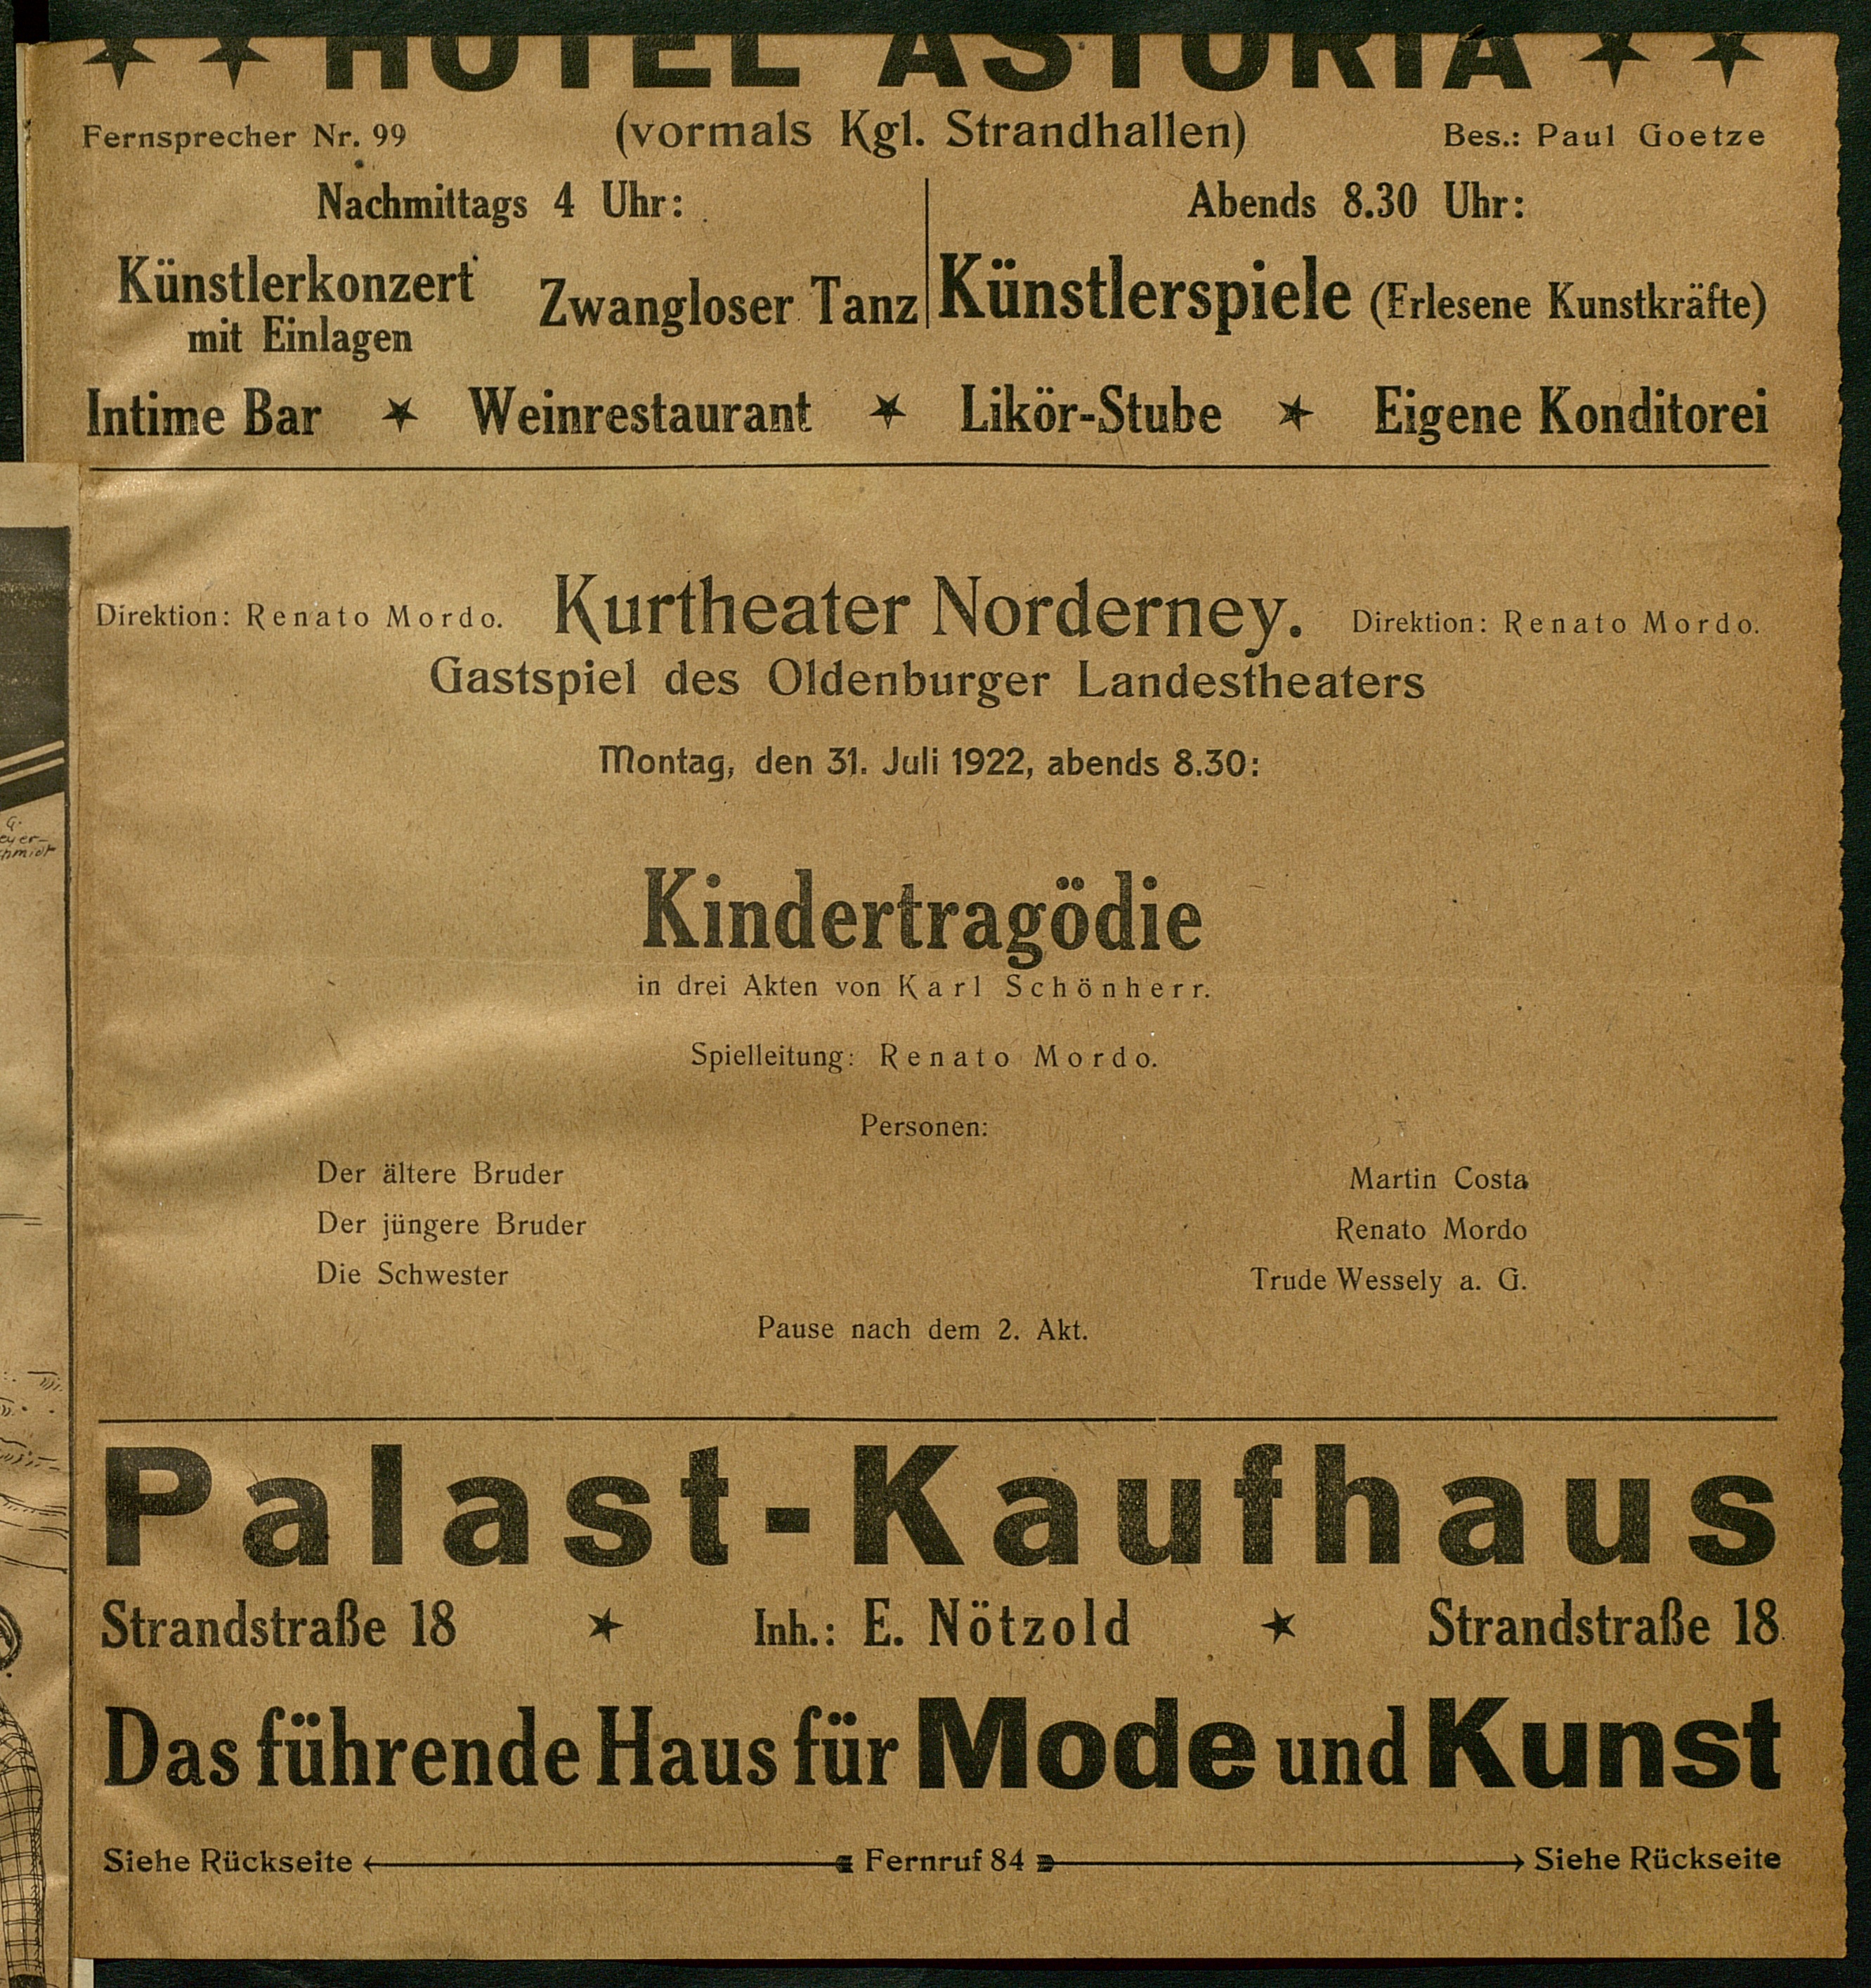 ★ ★ HOTEL ASTORIA ★ ★
Fernsprecher Nr. 99 (vormals Kgl. Strandhallen) Bes.: Paul Goetze
Nachmittags 4 Uhr:
Künstlerkonzert
mit Einlagen
Zwangloser Tanz
Abends 8.30 Uhr:
Künstlerspiele (Erlesene Kunstkräfte)
Intime Bar ★ Weinrestaurant ★ Likör-Stube ★ Eigene Konditorei
Direktion: Renato Mordo. Kurtheater Norderney. Direktion: Renato Mordo.
Gastspiel des Oldenburger Landestheaters
Montag, den 31. Juli 1922, abends 8.30:
Kindertragödie
in drei Akten von Karl Schönherr.
Spielleitung: Renato Mordo.
Personen:
Der ältere Bruder Martin Costa
Der jüngere Bruder Renato Mordo
Die Schwester Trude Wessely a. G.
Pause nach dem 2. Akt.
Palast-Kaufhaus
Strandstraße 18 ★ Inh.: E. Nötzold ★ Strandstraße 18
Das führende Haus für Mode und Kunst
Siehe Rückseite Fernruf 84 Siehe Rückseite